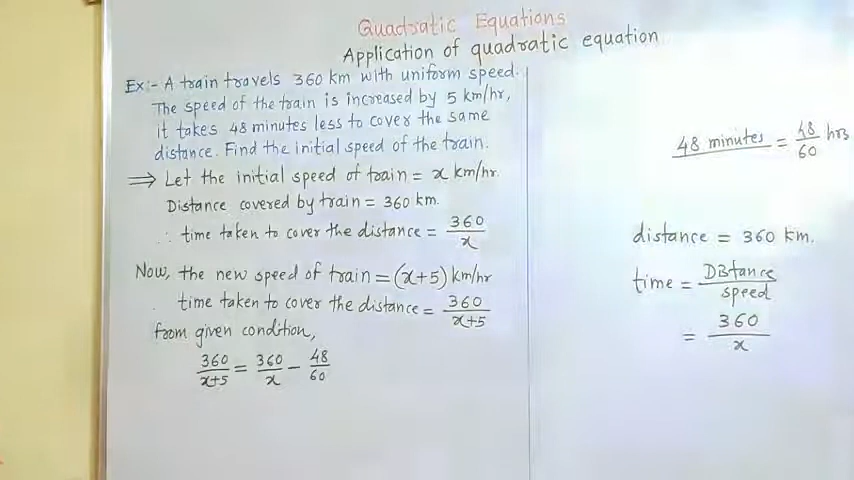 Quadratic Equations
Application of quadratic equation
Ex:- A train travels 360 km with uniform speed.
The speed of the train is increased by 5 km/hr,
it takes 48 minutes less to cover the same
distance. Find the initial speed of the train.
⟹ Let the initial speed of train = x km/hr.
Distance covered by train = 360 km.
∴ time taken to cover the distance = 360/x
Now, the new speed of train = (x+5) km/hr
time taken to cover the distance = 360/x+5
from given condition,
360/x+5 = 360/x - 48/60
48 minutes = 48/60 hrs
distance = 360 km.
time = Distance/speed
= 360/x